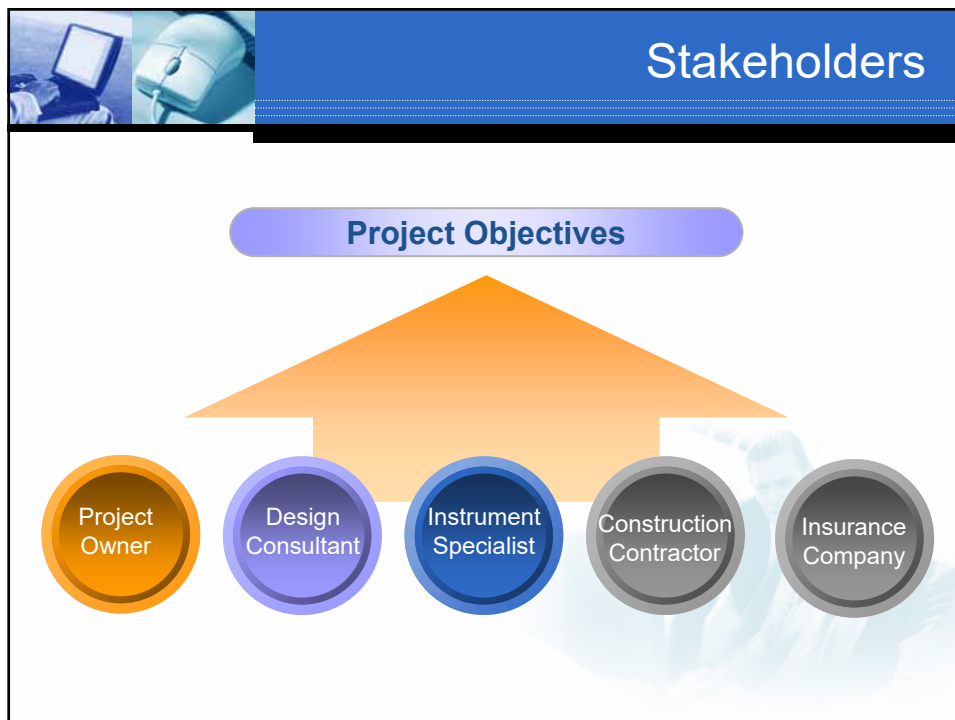 Stakeholders
Project Objectives
Project
Owner
Design
Consultant
Instrument
Specialist
Construction
Contractor
Insurance
Company